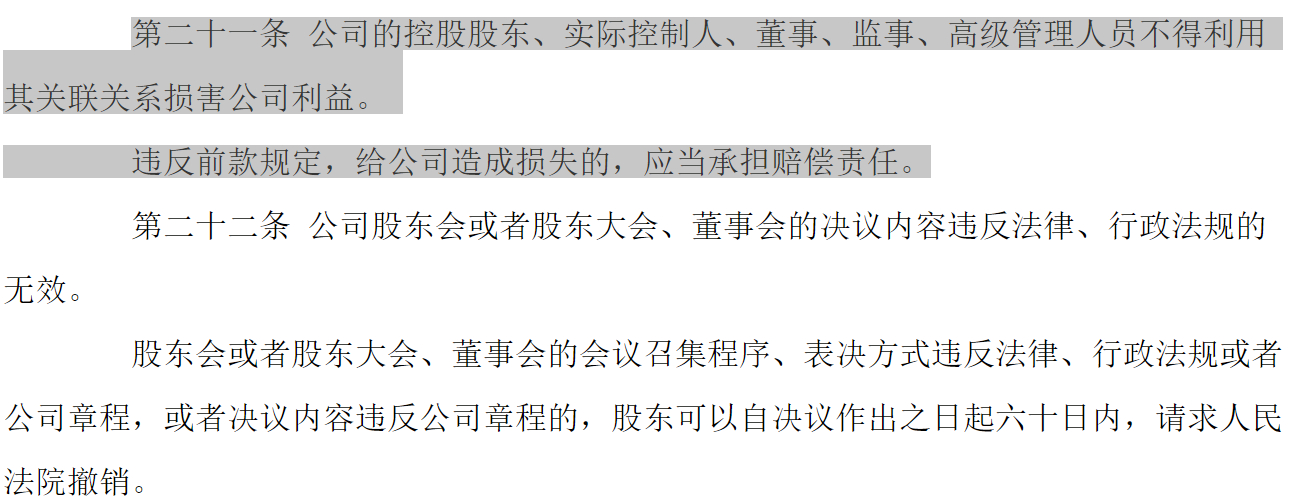 第二十一条 公司的控股股东、实际控制人、董事、监事、高级管理人员不得利用
其关联关系损害公司利益。
违反前款规定，给公司造成损失的，应当承担赔偿责任。
第二十二条 公司股东会或者股东大会、董事会的决议内容违反法律、行政法规的
无效。
股东会或者股东大会、董事会的会议召集程序、表决方式违反法律、行政法规或者
公司章程，或者决议内容违反公司章程的，股东可以自决议作出之日起六十日内，请求人民
法院撤销。